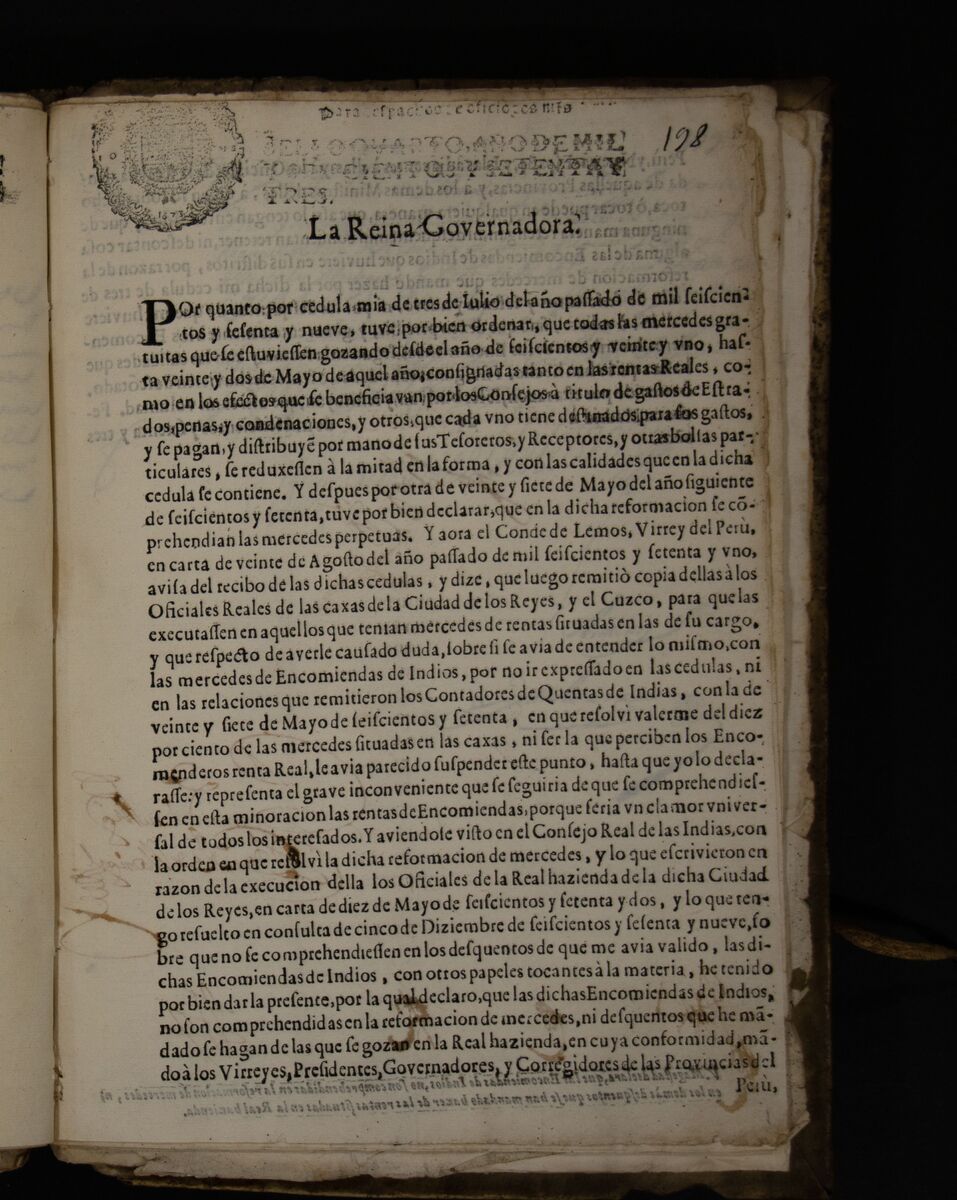 Para despachos de oficio, dos mrs
198
SELLO QVARTO, AÑO DE MIL
Y SEISCIENTOS Y SETENTA Y
TRES.
La Reina Governadora.
POr quanto por cedula mia de tres de Iulio del año passado de mil seiscien-
tos y sesenta y nueve, tuve por bien ordenar, que todas las mercedes gra-
tuitas que se estuviessen gozando desde el año de seiscientos y veinte y vno, has-
ta veinte y dos de Mayo de aquel año, consignadas tanto en las rentas Reales, co-
mo en los efectos que se beneficiavan por los Consejos à titulo de gastos de Estra-
dos, penas, y condenaciones, y otros, que cada vno tiene destinados para sus gastos,
y se pagan, y distribuyẽ por mano de sus Tesoreros, y Receptores, y otras bolsas par-
ticulares, se reduxessen à la mitad en la forma, y con las calidades que en la dicha
cedula se contiene. Y despues por otra de veinte y siete de Mayo del año siguiente
de seiscientos y setenta, tuve por bien declarar, que en la dicha reformacion se cõ-
prehendian las mercedes perpetuas. Y aora el Conde de Lemos, Virrey del Perù,
en carta de veinte de Agosto del año passado de mil seiscientos y setenta y vno,
avisa del recibo de las dichas cedulas, y dize, que luego remitiò copia dellas à los
Oficiales Reales de las caxas de la Ciudad de los Reyes, y el Cuzco, para que las
executassen en aquellos que tenian mercedes de rentas situadas en las de su cargo,
y que respecto de averle causado duda, sobre si se avia de entender lo mismo, con
las mercedes de Encomiendas de Indios, por no ir expressado en las cedulas, ni
en las relaciones que remitieron los Contadores de Quentas de Indias, con la de
veinte y siete de Mayo de seiscientos y setenta, en que resolvi valerme del diez
por ciento de las mercedes situadas en las caxas, ni ser la que perciben los Enco-
menderos renta Real, le avia parecido suspender este punto, hasta que yo lo decla-
rasse: y representa el grave inconveniente que se seguiria de que se comprehendies-
sen en esta minoracion las rentas de Encomiendas, porque seria vn clamor vniver-
sal de todos los interesados. Y aviendose visto en el Consejo Real de las Indias, con
la orden en que resolvì la dicha reformacion de mercedes, y lo que escrivieron en
razon de la execucion della los Oficiales de la Real hazienda de la dicha Ciudad
de los Reyes, en carta de diez de Mayo de seiscientos y setenta y dos, y lo que ten-
go resuelto en consulta de cinco de Diziembre de seiscientos y sesenta y nueve, so
bre que no se comprehendiessen en los desquentos de que me avia valido, las di-
chas Encomiendas de Indios, con otros papeles tocantes à la materia, he tenido
por bien dar la presente, por la qual declaro, que las dichas Encomiendas de Indios,
no son comprehendidas en la reformacion de mercedes, ni desquentos que he mã-
dado se hagan de las que se gozan en la Real hazienda, en cuya conformidad, mã-
do à los Virreyes, Presidentes, Governadores, y Corregidores de las Provincias del
Perù,